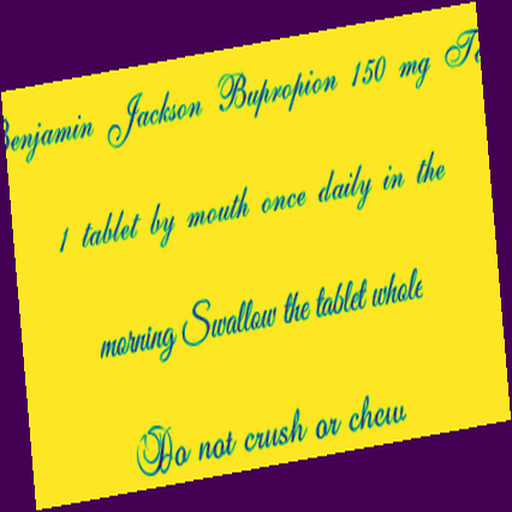 Benjamin Jackson Bupropion 150 mg
1 tablet by mouth once daily in the
morning Swallow the tablet whole
Do not crush or chew